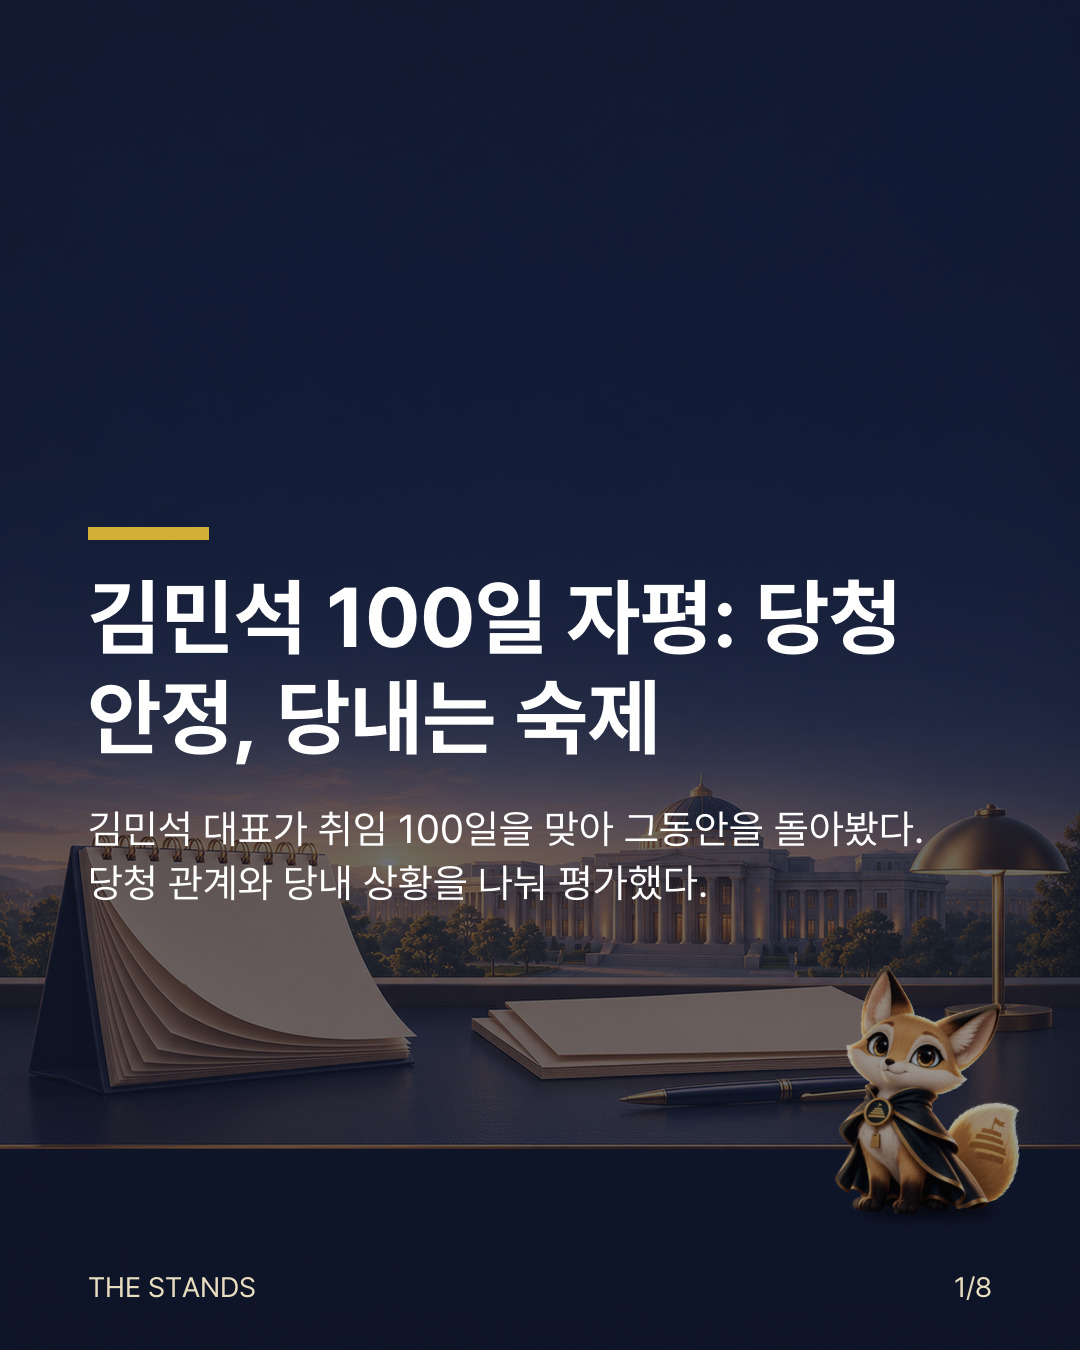 김민석 100일 자평: 당청
안정, 당내는 숙제
김민석 대표가 취임 100일을 맞아 그동안을 돌아봤다.
당청 관계와 당내 상황을 나눠 평가했다.
THE STANDS
1/8